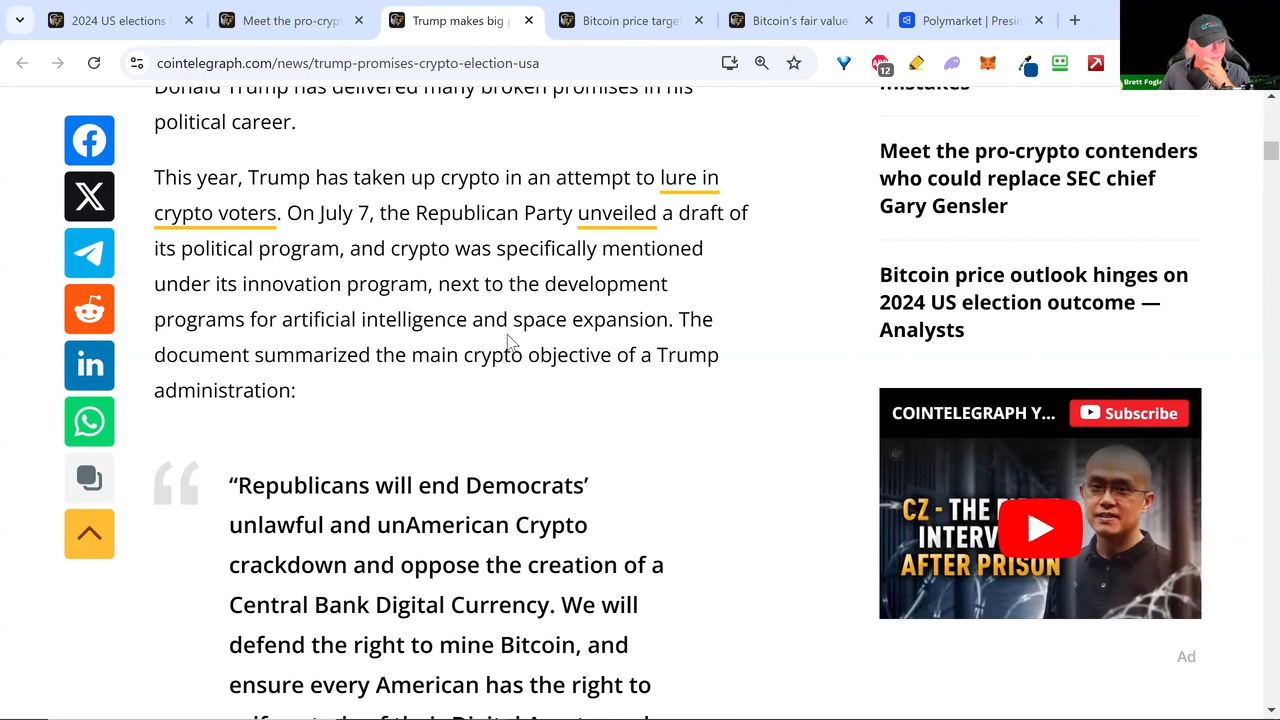 2024 US elections
Meet the pro-cryp
Trump makes big p
Bitcoin price targe
Bitcoin's fair value
Polymarket | Presid
cointelegraph.com/news/trump-promises-crypto-election-usa
12
Brett Fogle
Donald Trump has delivered many broken promises in his
political career.
This year, Trump has taken up crypto in an attempt to lure in
crypto voters. On July 7, the Republican Party unveiled a draft of
its political program, and crypto was specifically mentioned
under its innovation program, next to the development
programs for artificial intelligence and space expansion. The
document summarized the main crypto objective of a Trump
administration:
“Republicans will end Democrats’
unlawful and unAmerican Crypto
crackdown and oppose the creation of a
Central Bank Digital Currency. We will
defend the right to mine Bitcoin, and
ensure every American has the right to
mistakes
Meet the pro-crypto contenders
who could replace SEC chief
Gary Gensler
Bitcoin price outlook hinges on
2024 US election outcome —
Analysts
COINTELEGRAPH Y...
Subscribe
CZ - THE
INTERV
AFTER PRISON
Ad